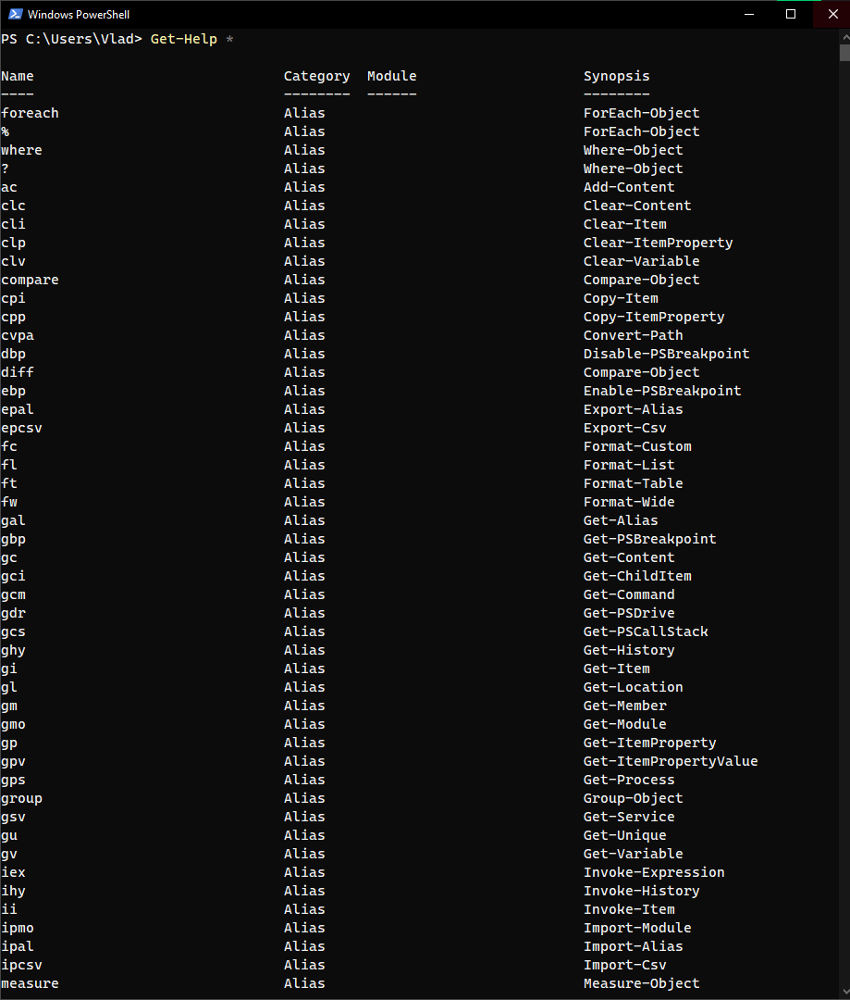 Windows PowerShell
PS C:\Users\Vlad> Get-Help *
Name Category Module Synopsis
---- -------- ------ --------
foreach Alias ForEach-Object
% Alias ForEach-Object
where Alias Where-Object
? Alias Where-Object
ac Alias Add-Content
clc Alias Clear-Content
cli Alias Clear-Item
clp Alias Clear-ItemProperty
clv Alias Clear-Variable
compare Alias Compare-Object
cpi Alias Copy-Item
cpp Alias Copy-ItemProperty
cvpa Alias Convert-Path
dbp Alias Disable-PSBreakpoint
diff Alias Compare-Object
ebp Alias Enable-PSBreakpoint
epal Alias Export-Alias
epcsv Alias Export-Csv
fc Alias Format-Custom
fl Alias Format-List
ft Alias Format-Table
fw Alias Format-Wide
gal Alias Get-Alias
gbp Alias Get-PSBreakpoint
gc Alias Get-Content
gci Alias Get-ChildItem
gcm Alias Get-Command
gdr Alias Get-PSDrive
gcs Alias Get-PSCallStack
ghy Alias Get-History
gi Alias Get-Item
gl Alias Get-Location
gm Alias Get-Member
gmo Alias Get-Module
gp Alias Get-ItemProperty
gpv Alias Get-ItemPropertyValue
gps Alias Get-Process
group Alias Group-Object
gsv Alias Get-Service
gu Alias Get-Unique
gv Alias Get-Variable
iex Alias Invoke-Expression
ihy Alias Invoke-History
ii Alias Invoke-Item
ipmo Alias Import-Module
ipal Alias Import-Alias
ipcsv Alias Import-Csv
measure Alias Measure-Object